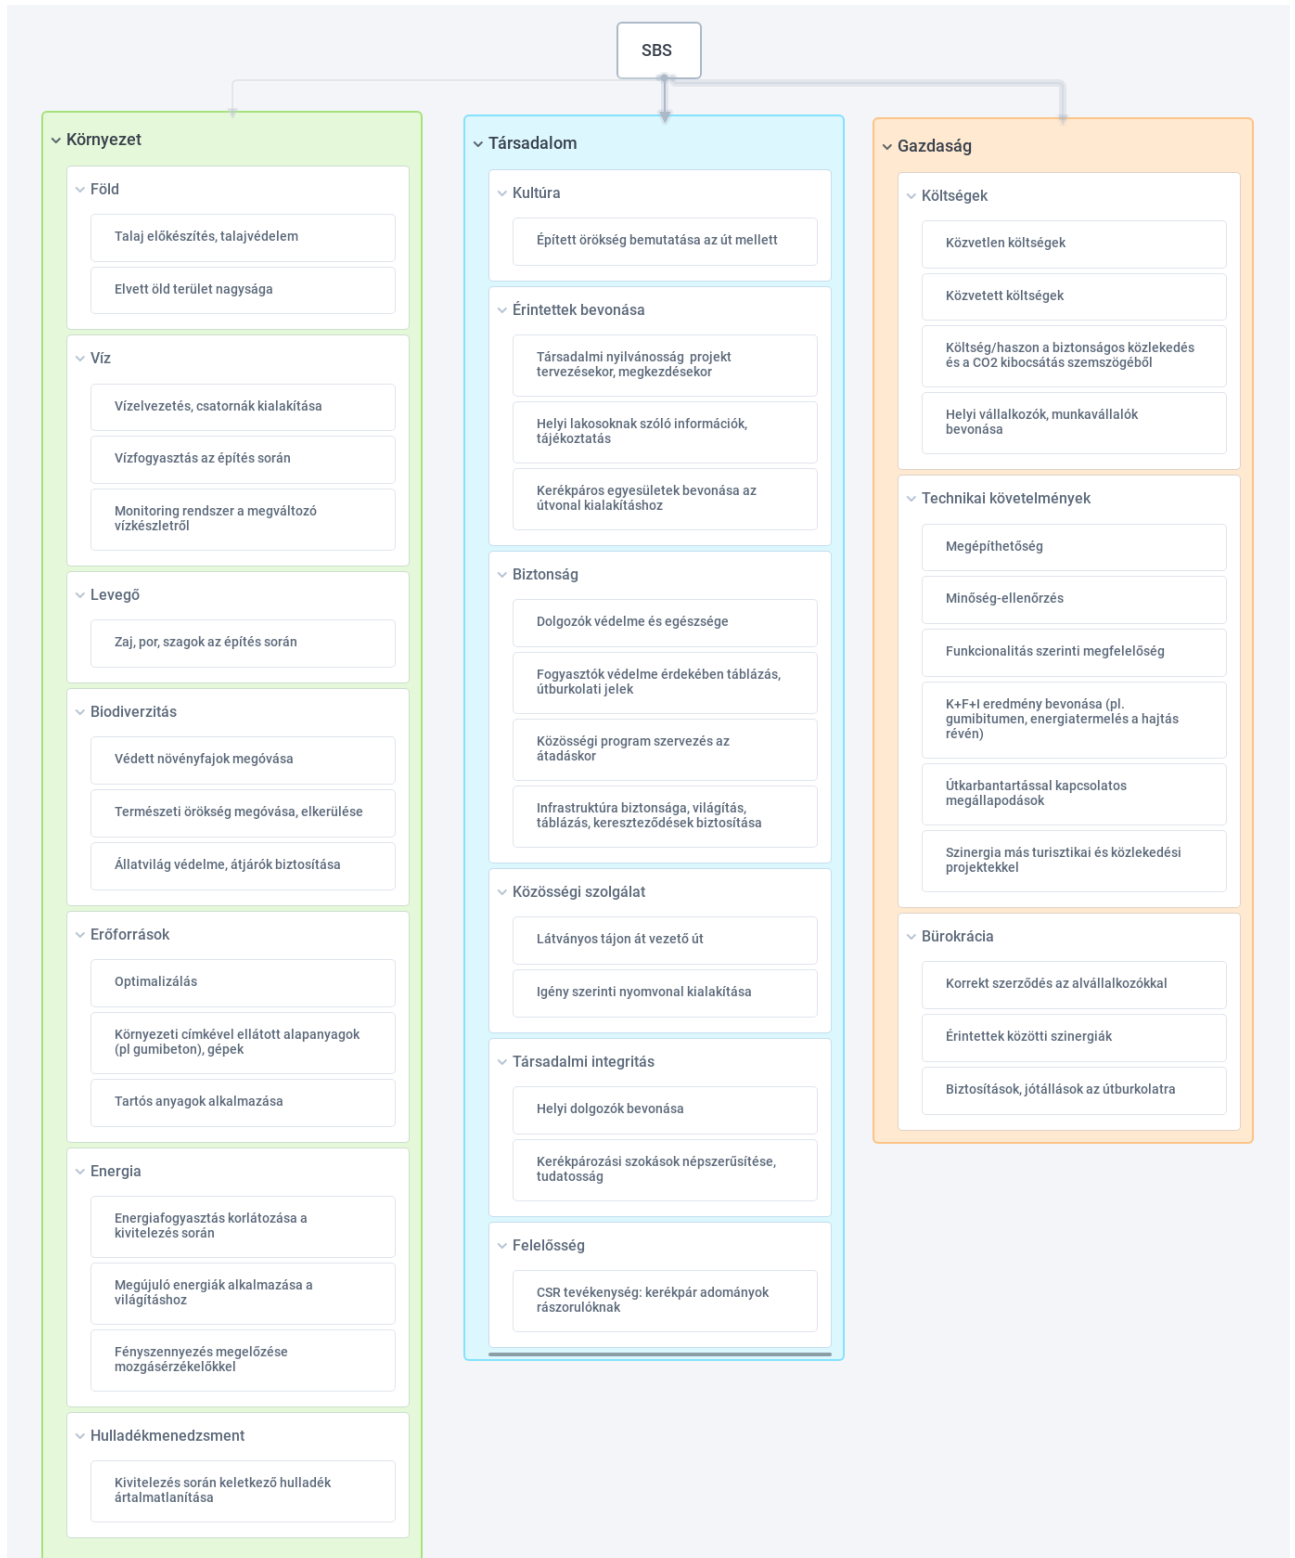 SBS
Környezet
Föld
Talaj előkészítés, talajvédelem
Elvett öld terület nagysága
Víz
Vízelvezetés, csatornák kialakítása
Vízfogyasztás az építés során
Monitoring rendszer a megváltozó
vízkészletről
Levegő
Zaj, por, szagok az építés során
Biodiverzitás
Védett növényfajok megóvása
Természeti örökség megóvása, elkerülése
Állatvilág védelme, átjárók biztosítása
Erőforrások
Optimalizálás
Környezeti címkével ellátott alapanyagok
(pl gumibeton), gépek
Tartós anyagok alkalmazása
Energia
Energiafogyasztás korlátozása a
kivitelezés során
Megújuló energiák alkalmazása a
világításhoz
Fényszennyezés megelőzése
mozgásérzékelőkkel
Hulladékmenedzsment
Kivitelezés során keletkező hulladék
ártalmatlanítása
Társadalom
Kultúra
Épített örökség bemutatása az út mellett
Érintettek bevonása
Társadalmi nyilvánosság  projekt
tervezésekor, megkezdésekor
Helyi lakosoknak szóló információk,
tájékoztatás
Kerékpáros egyesületek bevonása az
útvonal kialakításhoz
Biztonság
Dolgozók védelme és egészsége
Fogyasztók védelme érdekében táblázás,
útburkolati jelek
Közösségi program szervezés az
átadáskor
Infrastruktúra biztonsága, világítás,
táblázás, kereszteződések biztosítása
Közösségi szolgálat
Látványos tájon át vezető út
Igény szerinti nyomvonal kialakítása
Társadalmi integritás
Helyi dolgozók bevonása
Kerékpározási szokások népszerűsítése,
tudatosság
Felelősség
CSR tevékenység: kerékpár adományok
rászorulóknak
Gazdaság
Költségek
Közvetlen költségek
Közvetett költségek
Költség/haszon a biztonságos közlekedés
és a CO2 kibocsátás szemszögéből
Helyi vállalkozók, munkavállalók
bevonása
Technikai követelmények
Megépíthetőség
Minőség-ellenőrzés
Funkcionalitás szerinti megfelelőség
K+F+I eredmény bevonása (pl.
gumibitumen, energiatermelés a hajtás
révén)
Útkarbantartással kapcsolatos
megállapodások
Szinergia más turisztikai és közlekedési
projektekkel
Bürokrácia
Korrekt szerződés az alvállalkozókkal
Érintettek közötti szinergiák
Biztosítások, jótállások az útburkolatra